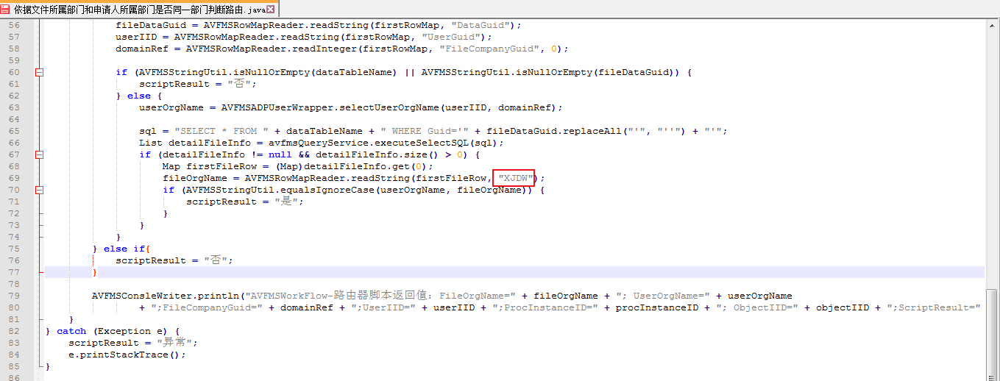 依据文件所属部门和申请人所属部门是否同一部门判断路由.java
56 fileDataGuid = AVFMSRowMapReader.readString(firstRowMap, "DataGuid");
57 userIID = AVFMSRowMapReader.readString(firstRowMap, "UserGuid");
58 domainRef = AVFMSRowMapReader.readInteger(firstRowMap, "FileCompanyGuid", 0);
59
60 if (AVFMSStringUtil.isNullOrEmpty(dataTableName) || AVFMSStringUtil.isNullOrEmpty(fileDataGuid)) {
61 scriptResult = "否";
62 } else {
63 userOrgName = AVFMSADPUserWrapper.selectUserOrgName(userIID, domainRef);
64
65 sql = "SELECT * FROM " + dataTableName + " WHERE Guid='" + fileDataGuid.replaceAll("'", "''") + "'";
66 List detailFileInfo = avfmsQueryService.executeSelectSQL(sql);
67 if (detailFileInfo != null && detailFileInfo.size() > 0) {
68 Map firstFileRow = (Map)detailFileInfo.get(0);
69 fileOrgName = AVFMSRowMapReader.readString(firstFileRow, "XJDW");
70 if (AVFMSStringUtil.equalsIgnoreCase(userOrgName, fileOrgName)) {
71 scriptResult = "是";
72 }
73 }
74 }
75 } else if{
76 scriptResult = "否";
77 }
78
79 AVFMSConsleWriter.println("AVFMSWorkFlow-路由器脚本返回值: FileOrgName=" + fileOrgName + "; UserOrgName=" + userOrgName
80 + ";FileCompanyGuid=" + domainRef + ";UserIID=" + userIID + ";ProcInstanceID=" + procInstanceID + "; ObjectIID=" + objectIID + ";ScriptResult="
81 }
82 } catch (Exception e) {
83 scriptResult = "异常";
84 e.printStackTrace();
85 }
86